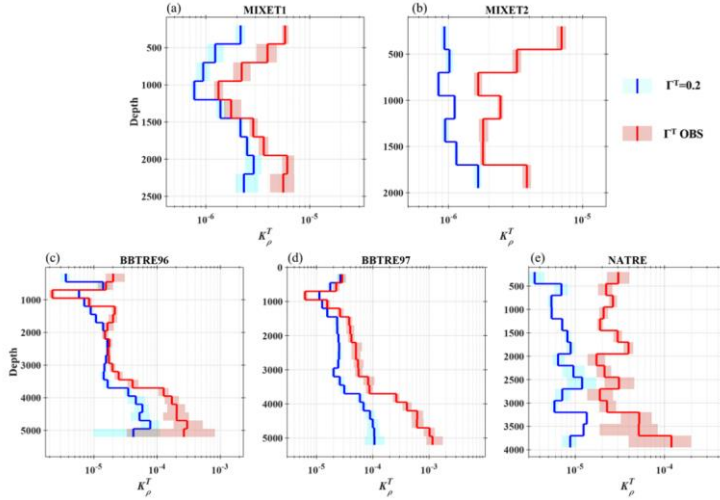 (a)
MIXET1
(b)
MIXET2
Depth
500
1000
1500
2000
2500
10⁻⁶
10⁻⁵
K_ρ^T
500
1000
1500
2000
10⁻⁶
10⁻⁵
K_ρ^T
Γᵀ=0.2
Γᵀ OBS
(c)
BBTRE96
(d)
BBTRE97
(e)
NATRE
Depth
1000
2000
3000
4000
5000
10⁻⁵
10⁻⁴
10⁻³
K_ρ^T
0
1000
2000
3000
4000
5000
10⁻⁵
10⁻⁴
10⁻³
K_ρ^T
500
1000
1500
2000
2500
3000
3500
4000
10⁻⁵
10⁻⁴
K_ρ^T